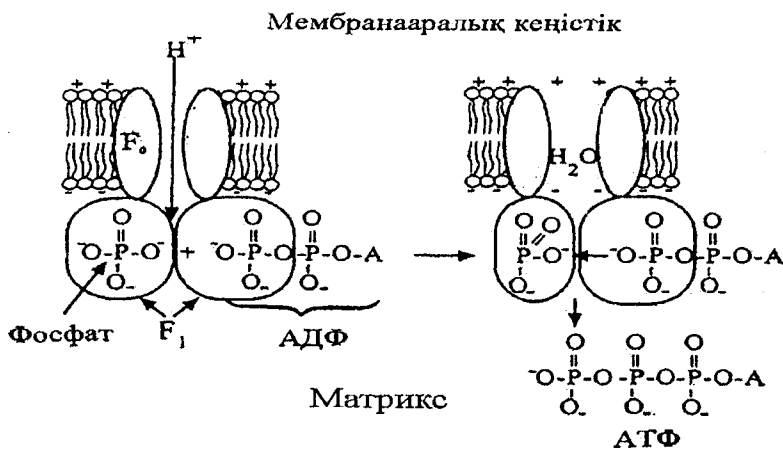 Мембранааралық кеңістік
H⁺
+ + + +
+ + + +
F₀
H₂O
O O O
⁻O-P-O⁻ + ⁻O-P-O-P-O-A
O₋ O₋ O₋
O O O O
P-O⁻ ⁻O-P-O-P-O-A
O₋ O₋ O₋
Фосфат
F₁
АДФ
O O O
⁻O-P-O-P-O-P-O-A
O₋ O₋ O₋
Матрикс
АТФ